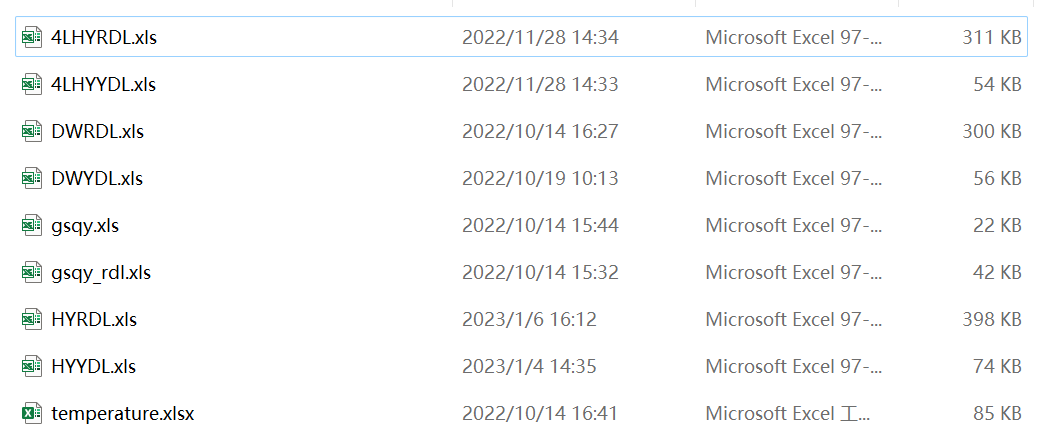 4LHYRDL.xls 2022/11/28 14:34 Microsoft Excel 97-... 311 KB
4LHYYDL.xls 2022/11/28 14:33 Microsoft Excel 97-... 54 KB
DWRDL.xls 2022/10/14 16:27 Microsoft Excel 97-... 300 KB
DWYDL.xls 2022/10/19 10:13 Microsoft Excel 97-... 56 KB
gsqy.xls 2022/10/14 15:44 Microsoft Excel 97-... 22 KB
gsqy_rdl.xls 2022/10/14 15:32 Microsoft Excel 97-... 42 KB
HYRDL.xls 2023/1/6 16:12 Microsoft Excel 97-... 398 KB
HYYDL.xls 2023/1/4 14:35 Microsoft Excel 97-... 74 KB
temperature.xlsx 2022/10/14 16:41 Microsoft Excel 工... 85 KB